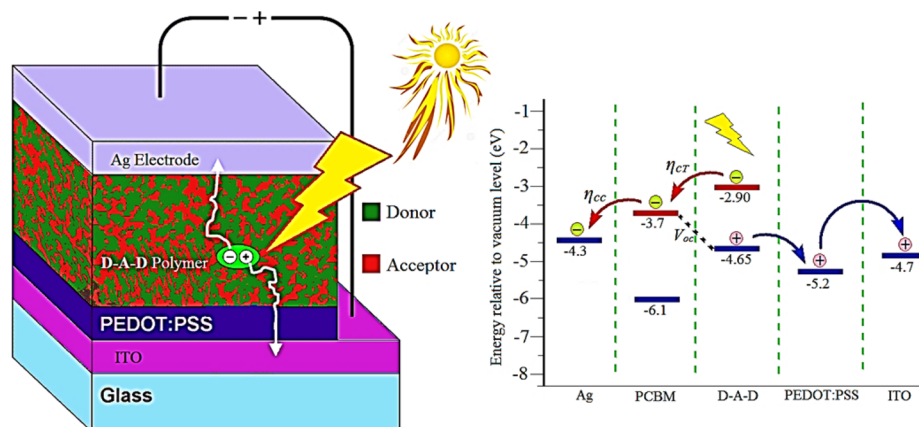 − +
Ag Electrode
D-A-D Polymer
− +
PEDOT:PSS
ITO
Glass
Donor
Acceptor
Energy relative to vacuum level (eV)
-1
-2
-3
-4
-5
-6
-7
-8
ηCC
ηCT
Voc
−
-4.3
−
-3.7
-6.1
−
-2.90
+
-4.65
+
-5.2
+
-4.7
Ag
PCBM
D-A-D
PEDOT:PSS
ITO